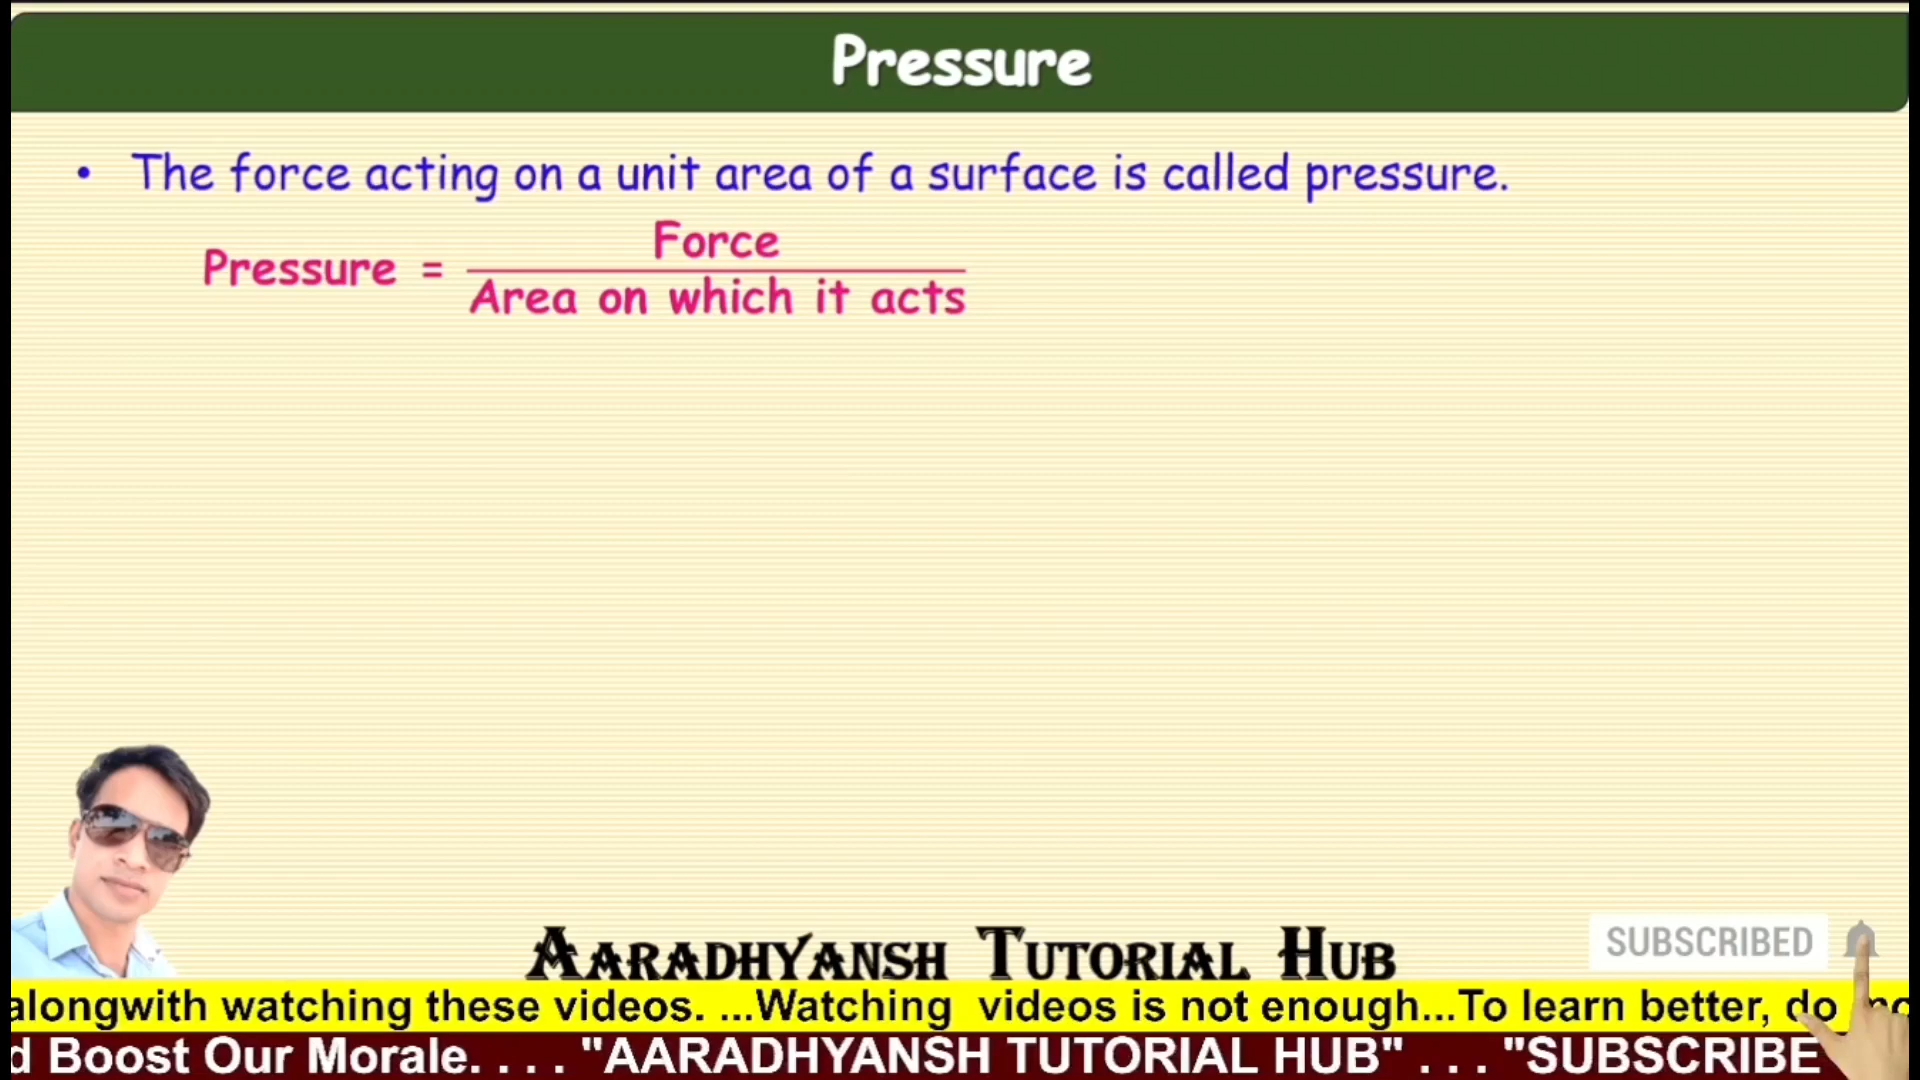 Pressure
• The force acting on a unit area of a surface is called pressure.
Pressure = Force
Area on which it acts
AARADHYANSH TUTORIAL HUB
SUBSCRIBED
alongwith watching these videos. ...Watching videos is not enough...To learn better, do
d Boost Our Morale. . . . "AARADHYANSH TUTORIAL HUB" . . . "SUBSCRIBE